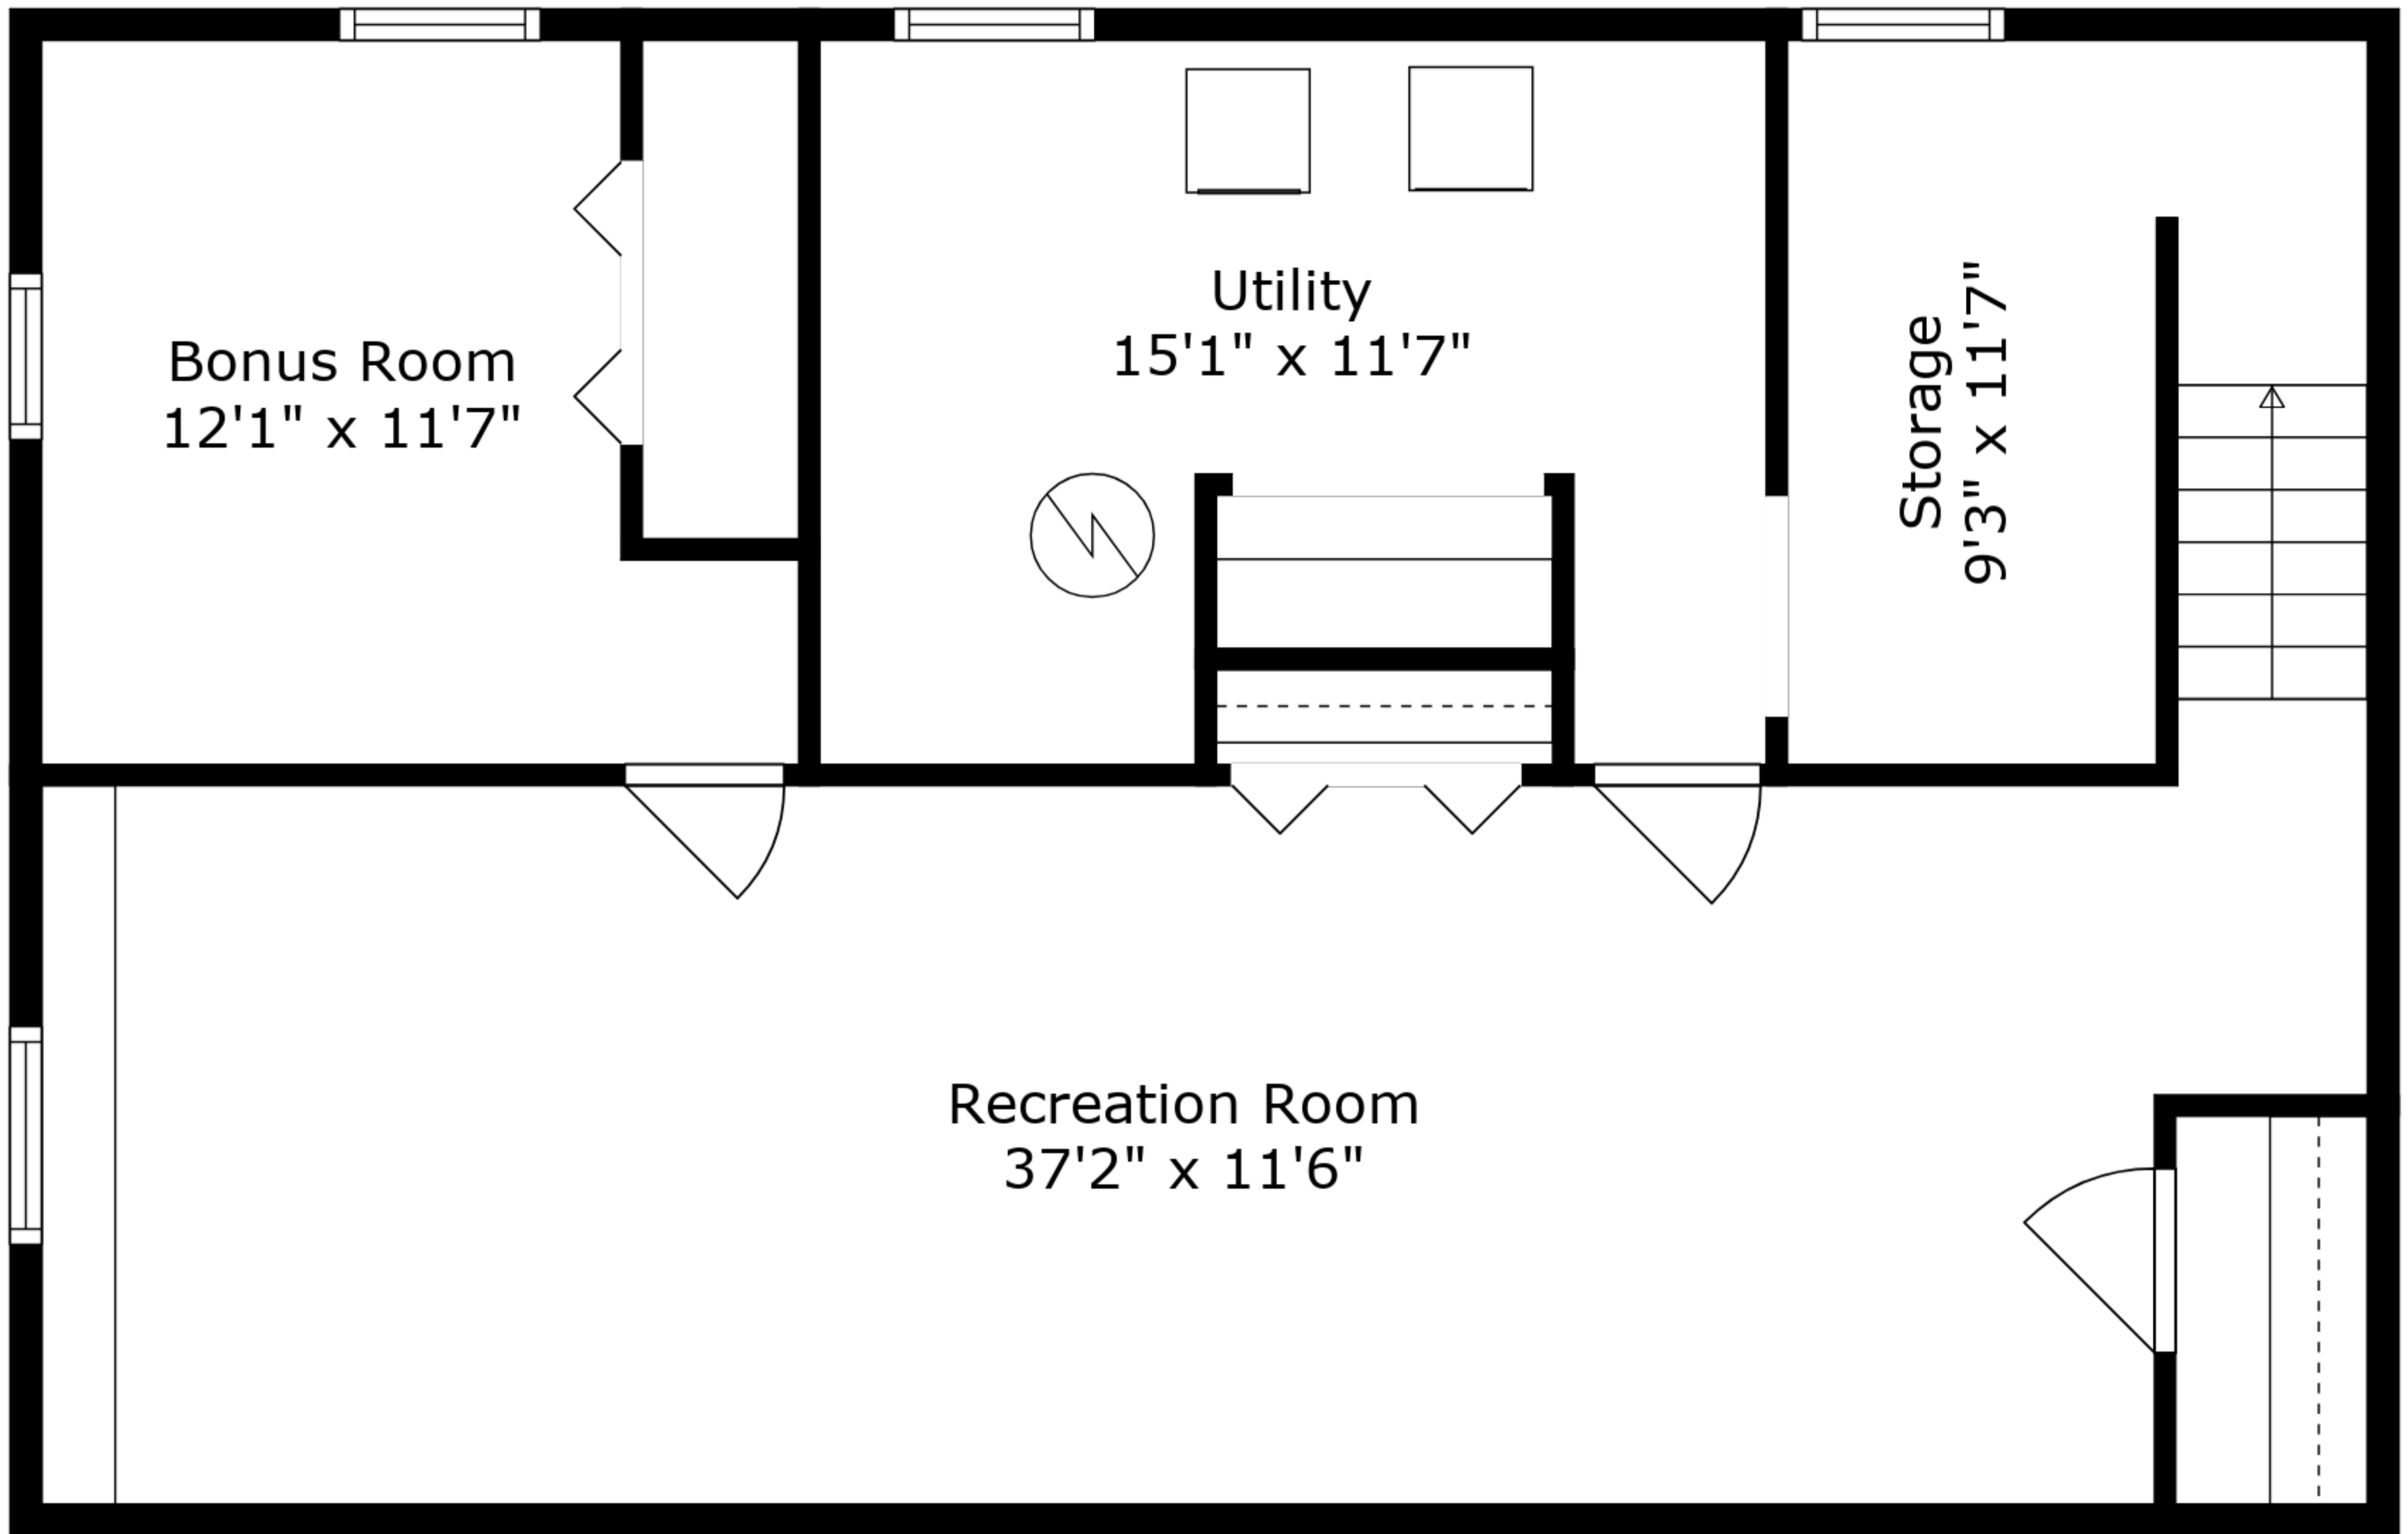 Bonus Room
12'1" x 11'7"
Utility
15'1" x 11'7"
Storage
9'3" x 11'7"
Recreation Room
37'2" x 11'6"